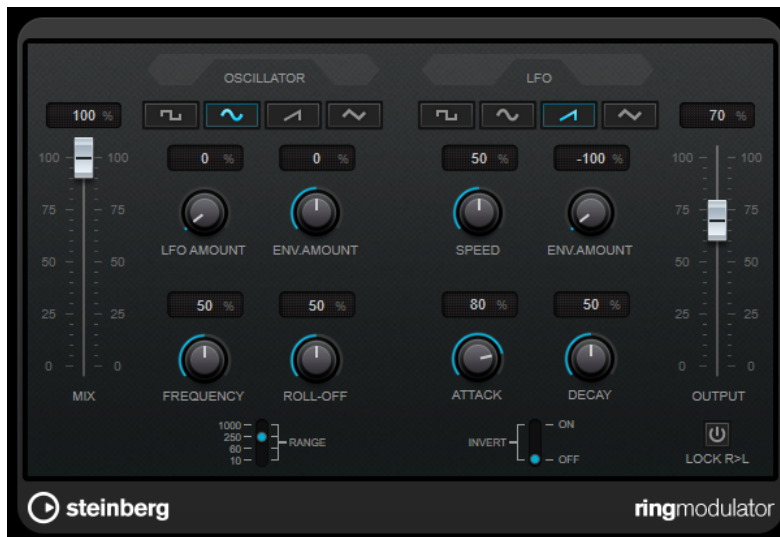 OSCILLATOR
LFO
100 %
70 %
0 %
0 %
50 %
-100 %
100 100
75 75
50 50
25 25
0 0
100 100
75 75
50 50
25 25
0 0
LFO AMOUNT
ENV.AMOUNT
SPEED
ENV.AMOUNT
50 %
50 %
80 %
50 %
MIX
FREQUENCY
ROLL-OFF
ATTACK
DECAY
OUTPUT
1000
250
60
10
RANGE
INVERT
ON
OFF
LOCK R>L
steinberg
ringmodulator